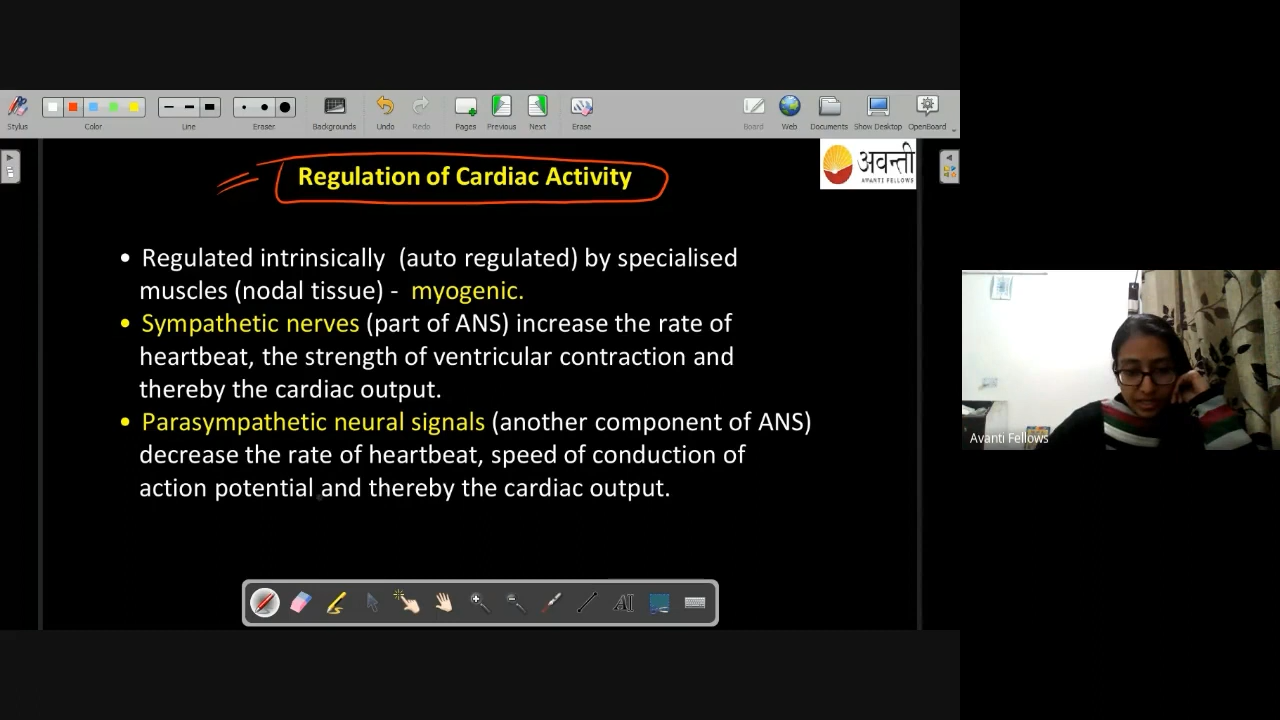 Stylus
Color
Line
Eraser
Backgrounds
Undo
Redo
Pages
Previous
Next
Erase
Board
Web
Documents
Show Desktop
OpenBoard
Regulation of Cardiac Activity
अवन्ती
AVANTI FELLOWS
• Regulated intrinsically (auto regulated) by specialised
muscles (nodal tissue) - myogenic.
• Sympathetic nerves (part of ANS) increase the rate of
heartbeat, the strength of ventricular contraction and
thereby the cardiac output.
• Parasympathetic neural signals (another component of ANS)
decrease the rate of heartbeat, speed of conduction of
action potential and thereby the cardiac output.
Avanti Fellows
AI